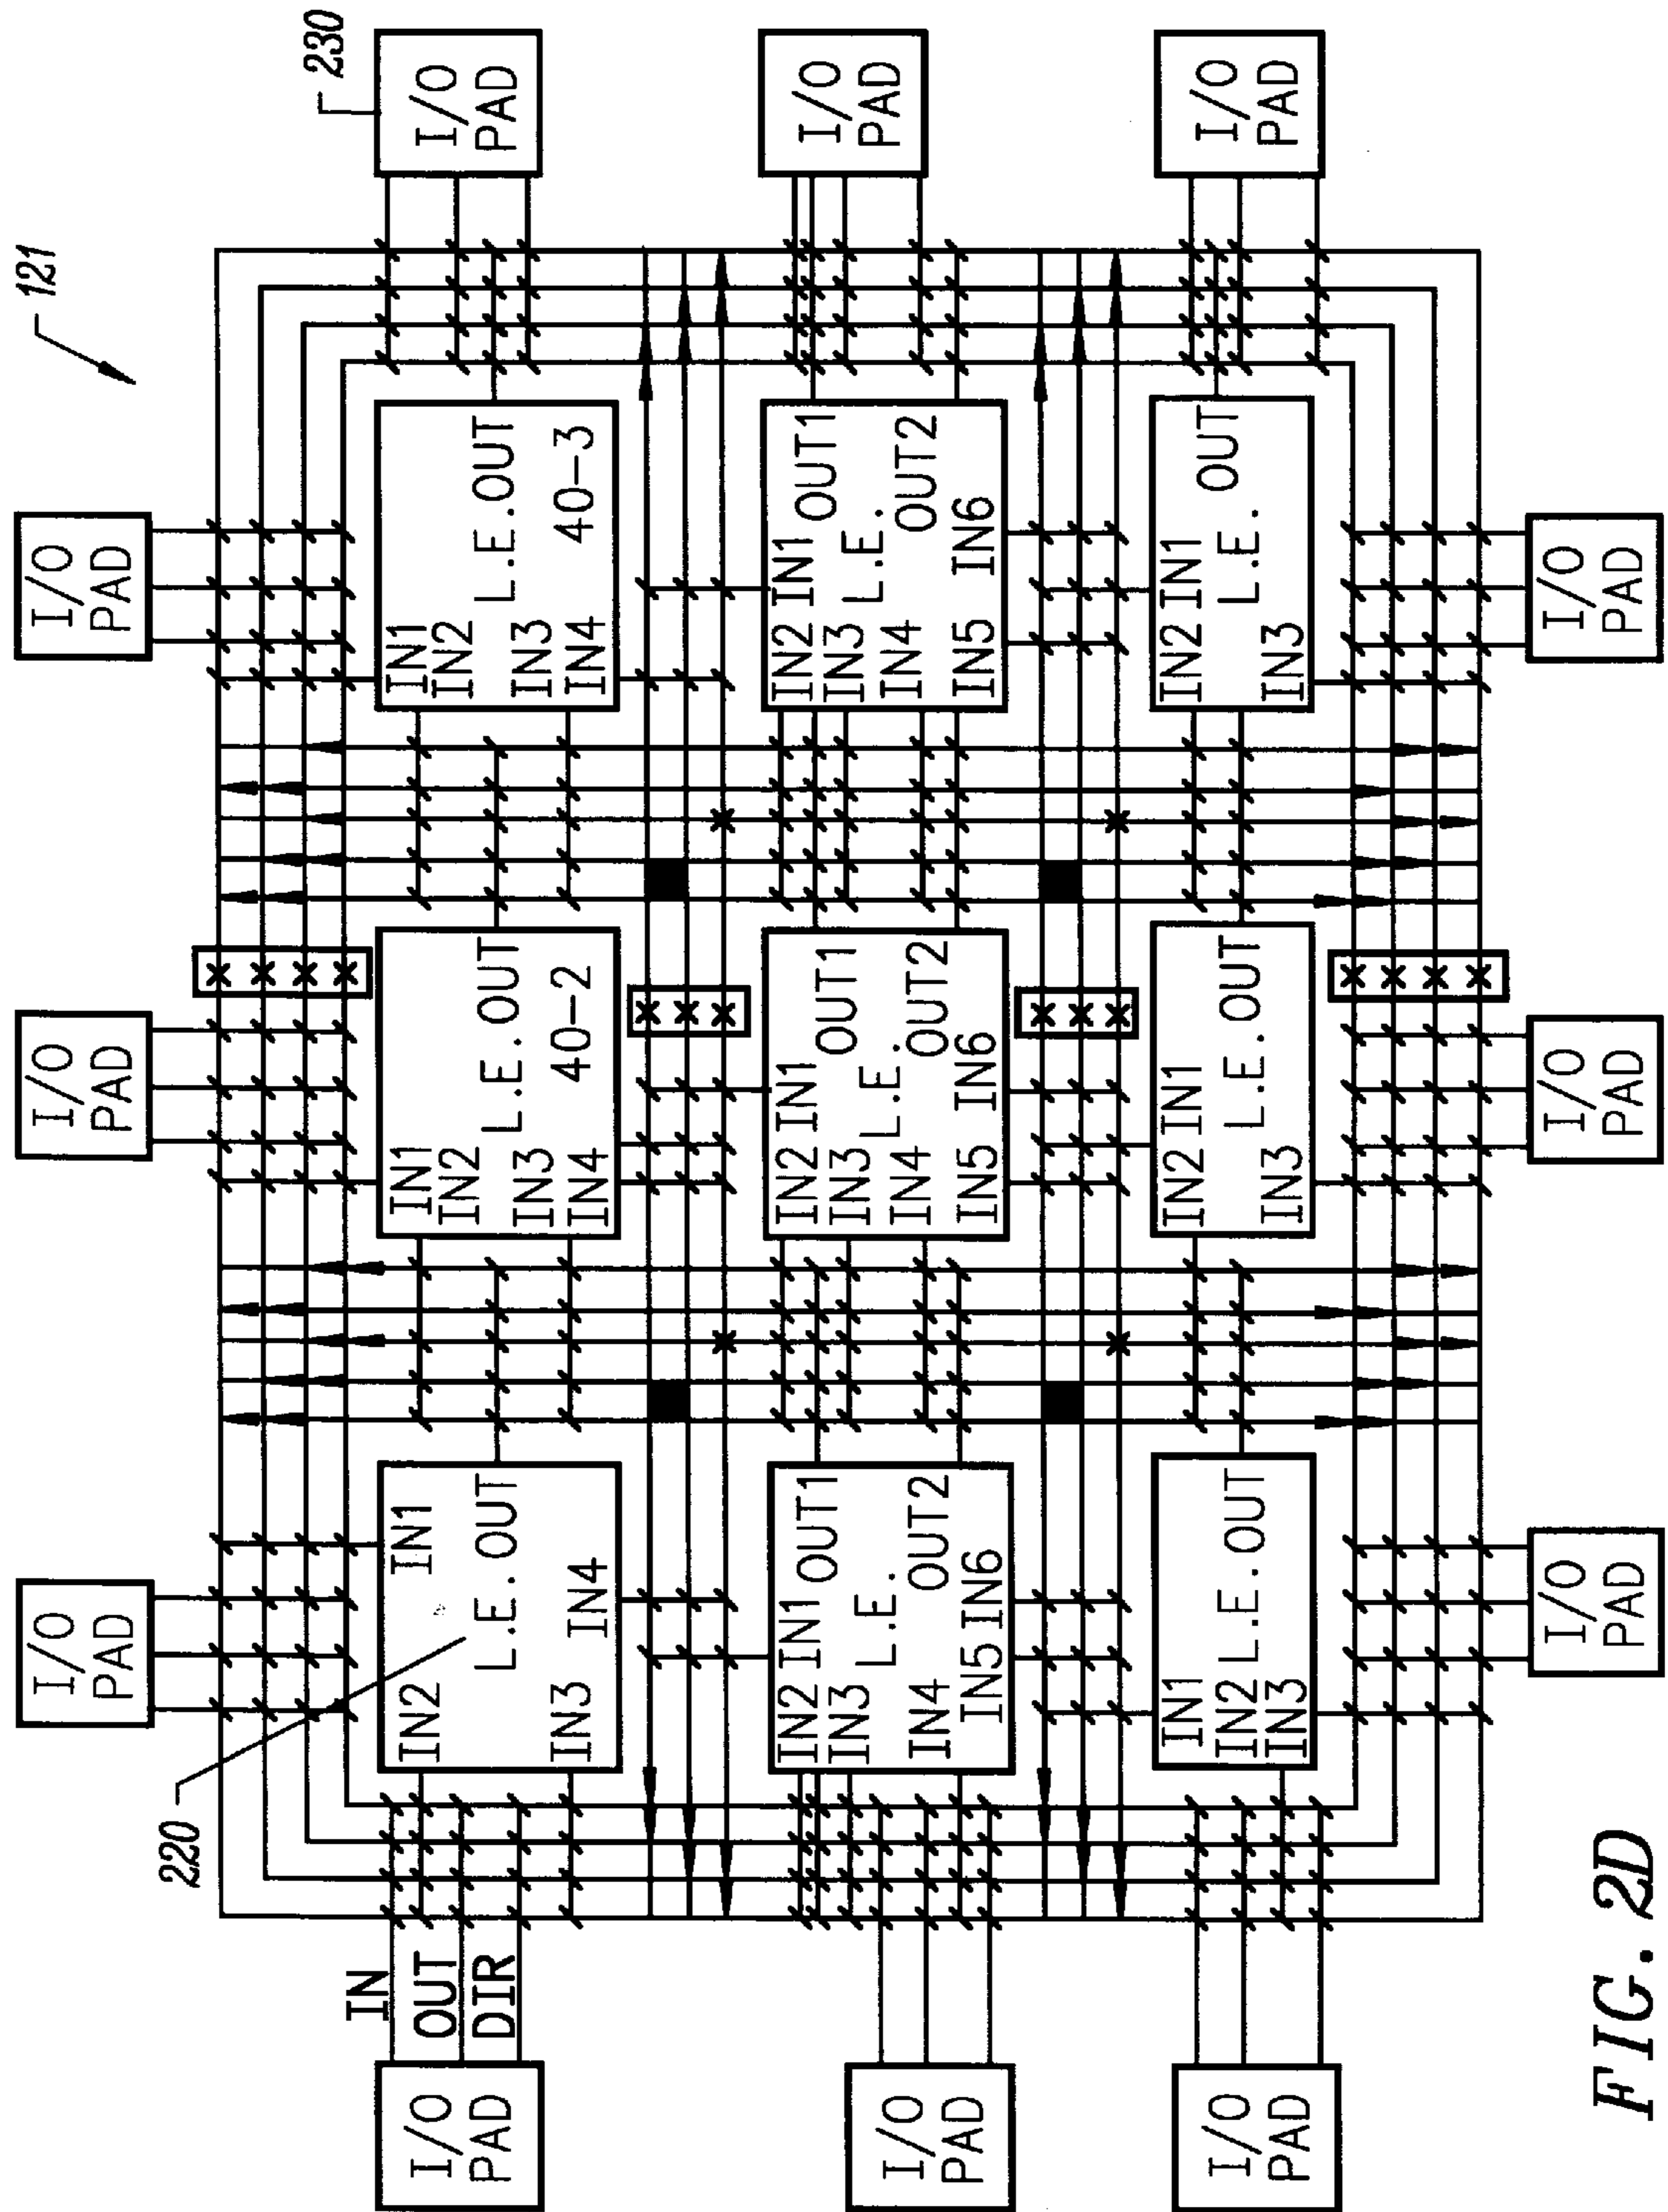 121
I/O
PAD
I/O
PAD
I/O
PAD
220
230
I/O
PAD
IN
OUT
DIR
IN2 IN1
L.E.OUT
IN3 IN4
IN1
IN2
L.E.OUT
IN3
IN4 40-2
IN1
IN2
L.E.OUT
IN3
IN4 40-3
I/O
PAD
I/O
PAD
IN2 IN1 OUT1
IN3 L.E.
IN4 OUT2
IN5 IN6
IN2 IN1 OUT1
IN3 L.E.
IN4 OUT2
IN5 IN6
IN2 IN1 OUT1
IN3 L.E.
IN4 OUT2
IN5 IN6
I/O
PAD
I/O
PAD
IN1
IN2 L.E.OUT
IN3
IN2 IN1
L.E.OUT
IN3
IN2 IN1
L.E. OUT
IN3
I/O
PAD
I/O
PAD
I/O
PAD
I/O
PAD
FIG. 2D